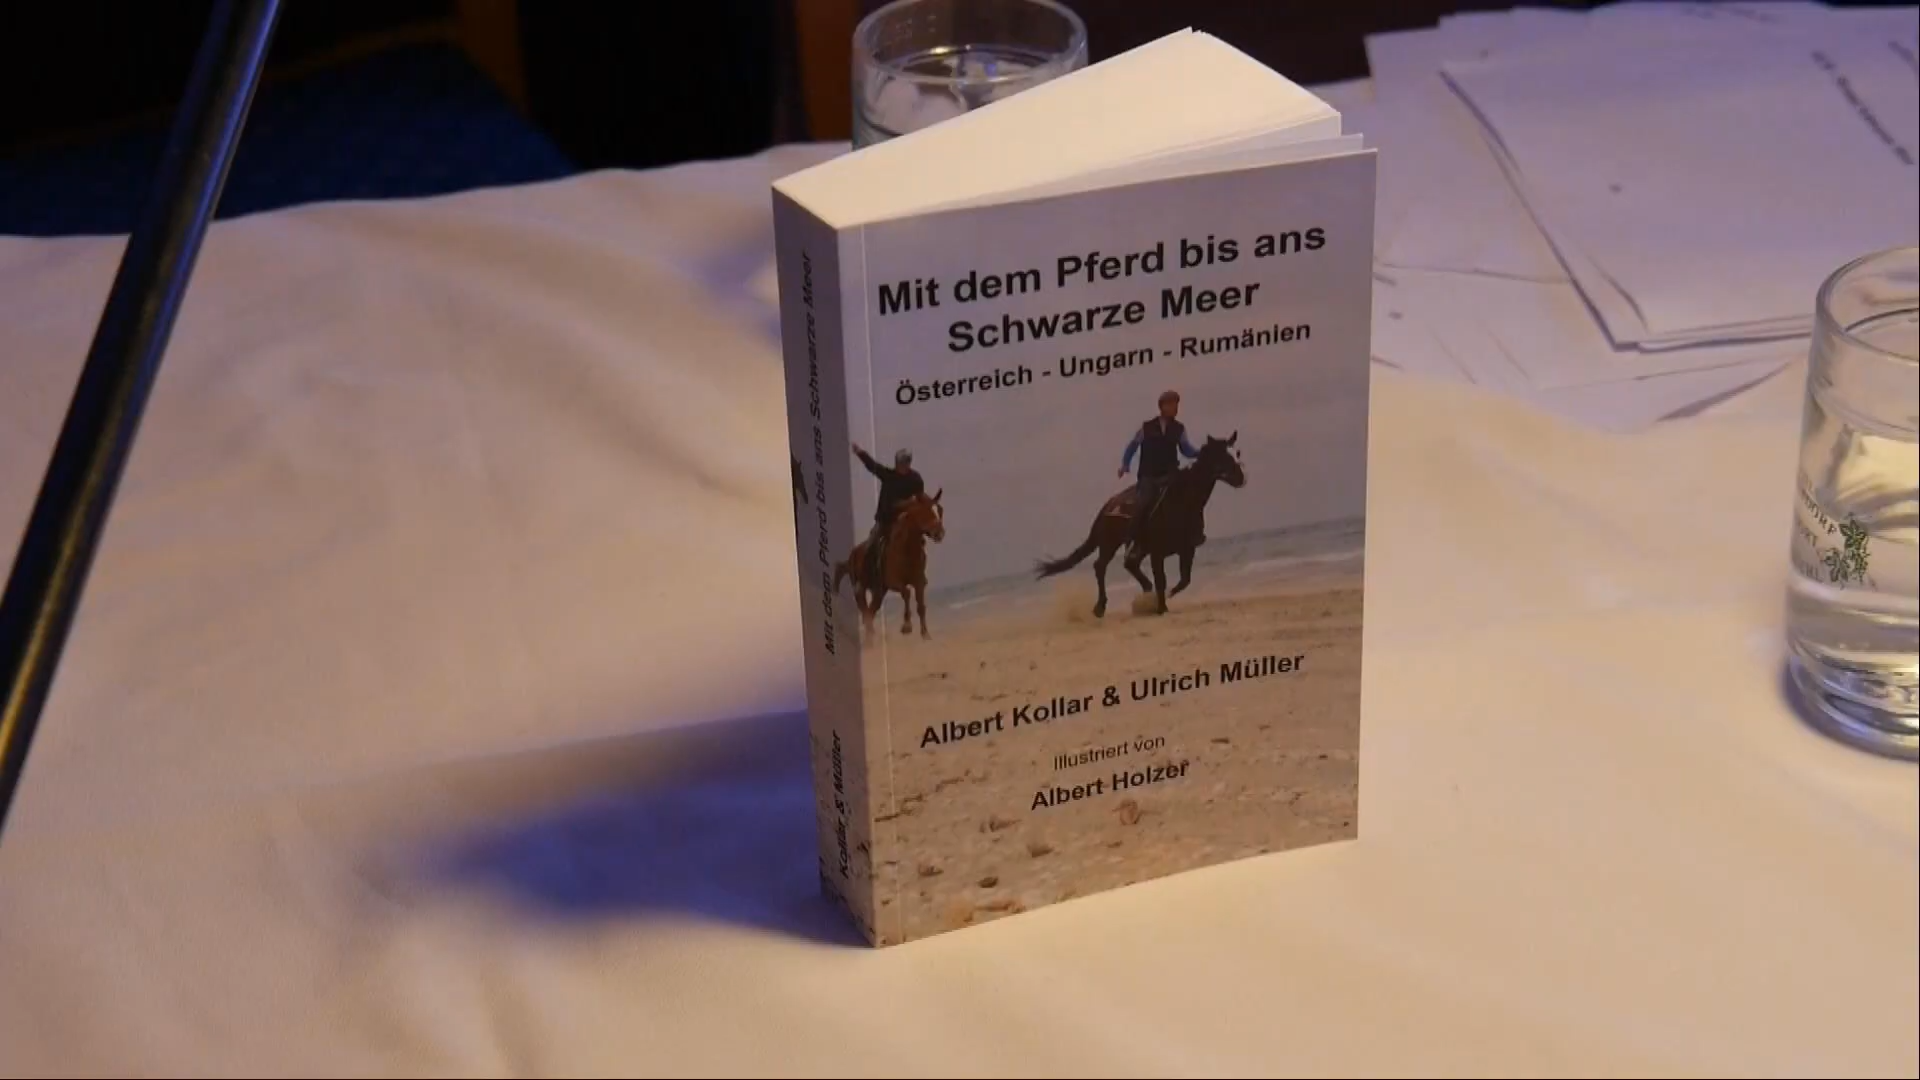 Mit dem Pferd bis ans
Schwarze Meer
Österreich - Ungarn - Rumänien
Albert Kollar & Ulrich Müller
Illustriert von
Albert Holzer
Mit dem Pferd bis ans Schwarze Meer
Kollar & Müller